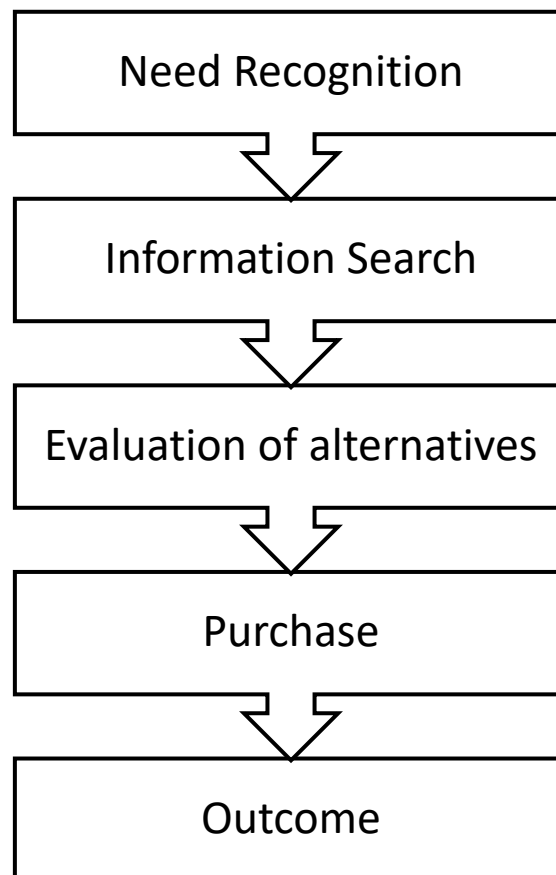 Need Recognition
Information Search
Evaluation of alternatives
Purchase
Outcome